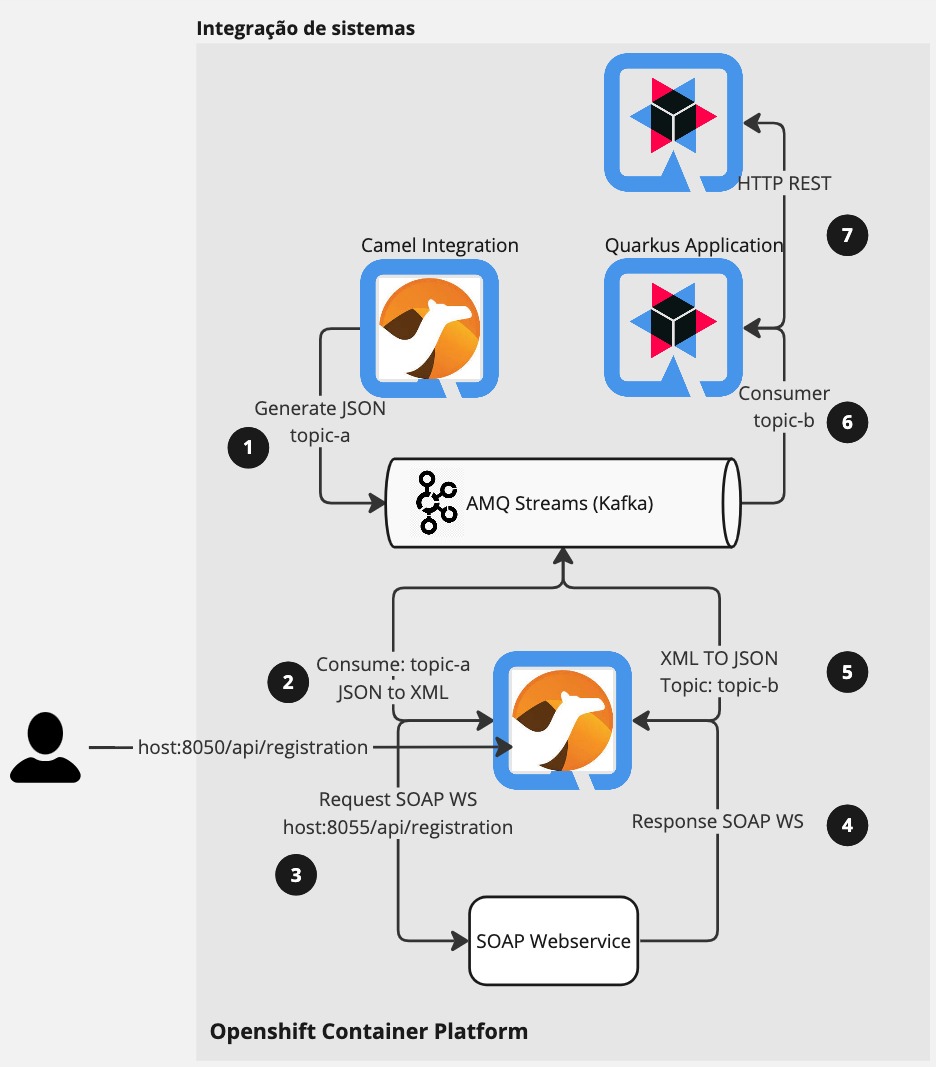 Integração de sistemas
HTTP REST
7
Camel Integration
Quarkus Application
Generate JSON
topic-a
1
Consumer
topic-b
6
AMQ Streams (Kafka)
2
Consume: topic-a
JSON to XML
XML TO JSON
Topic: topic-b
5
host:8050/api/registration
Request SOAP WS
host:8055/api/registration
3
Response SOAP WS
4
SOAP Webservice
Openshift Container Platform